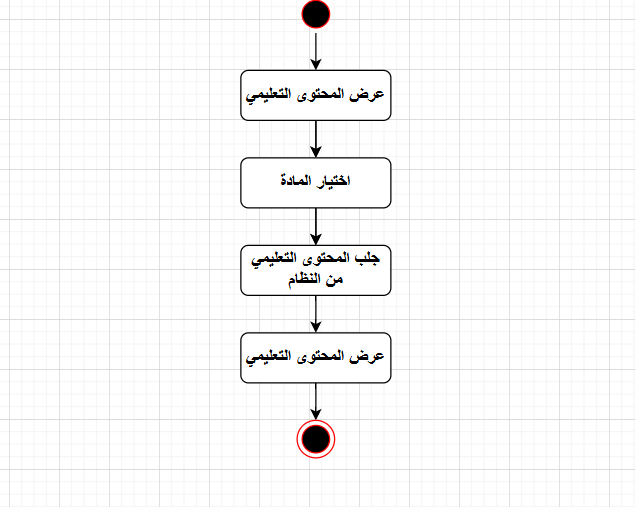 عرض المحتوى التعليمي
اختيار المادة
جلب المحتوى التعليمي
من النظام
عرض المحتوى التعليمي